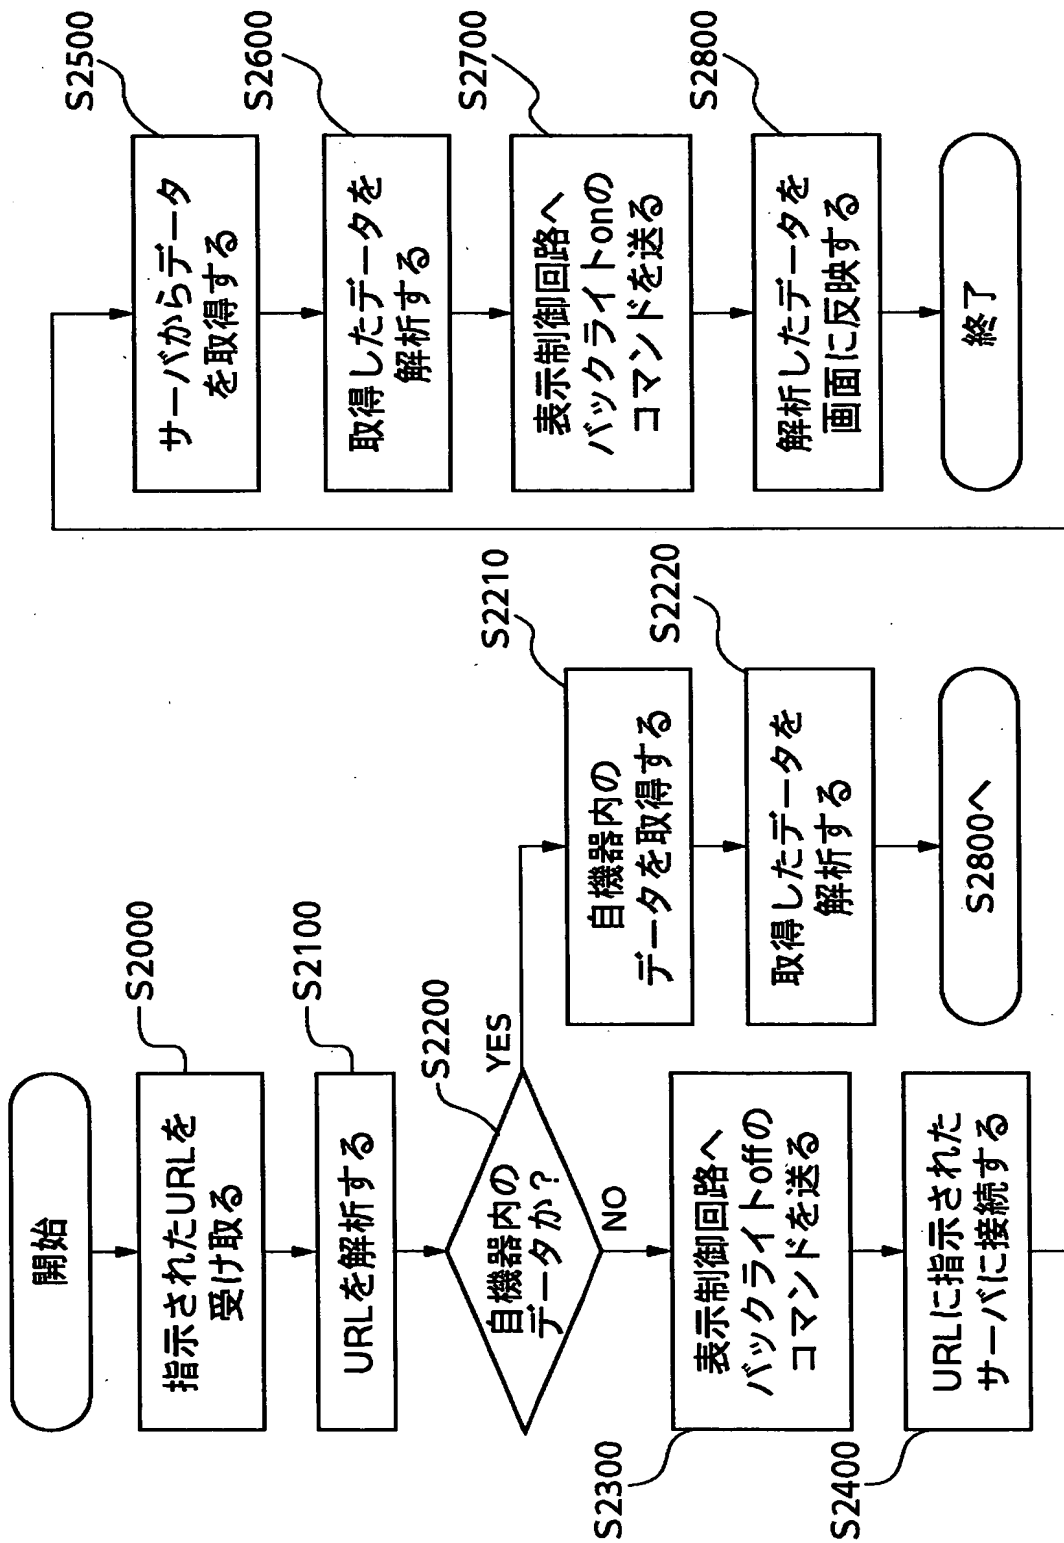 開始
指示されたURLを
受け取る
S2000
URLを解析する
S2100
自機器内の
データか？
S2200
YES
NO
表示制御回路へ
バックライトoffの
コマンドを送る
S2300
URLに指示された
サーバに接続する
S2400
自機器内の
データを取得する
S2210
取得したデータを
解析する
S2220
S2800へ
サーバからデータ
を取得する
S2500
取得したデータを
解析する
S2600
表示制御回路へ
バックライトonの
コマンドを送る
S2700
解析したデータを
画面に反映する
S2800
終了